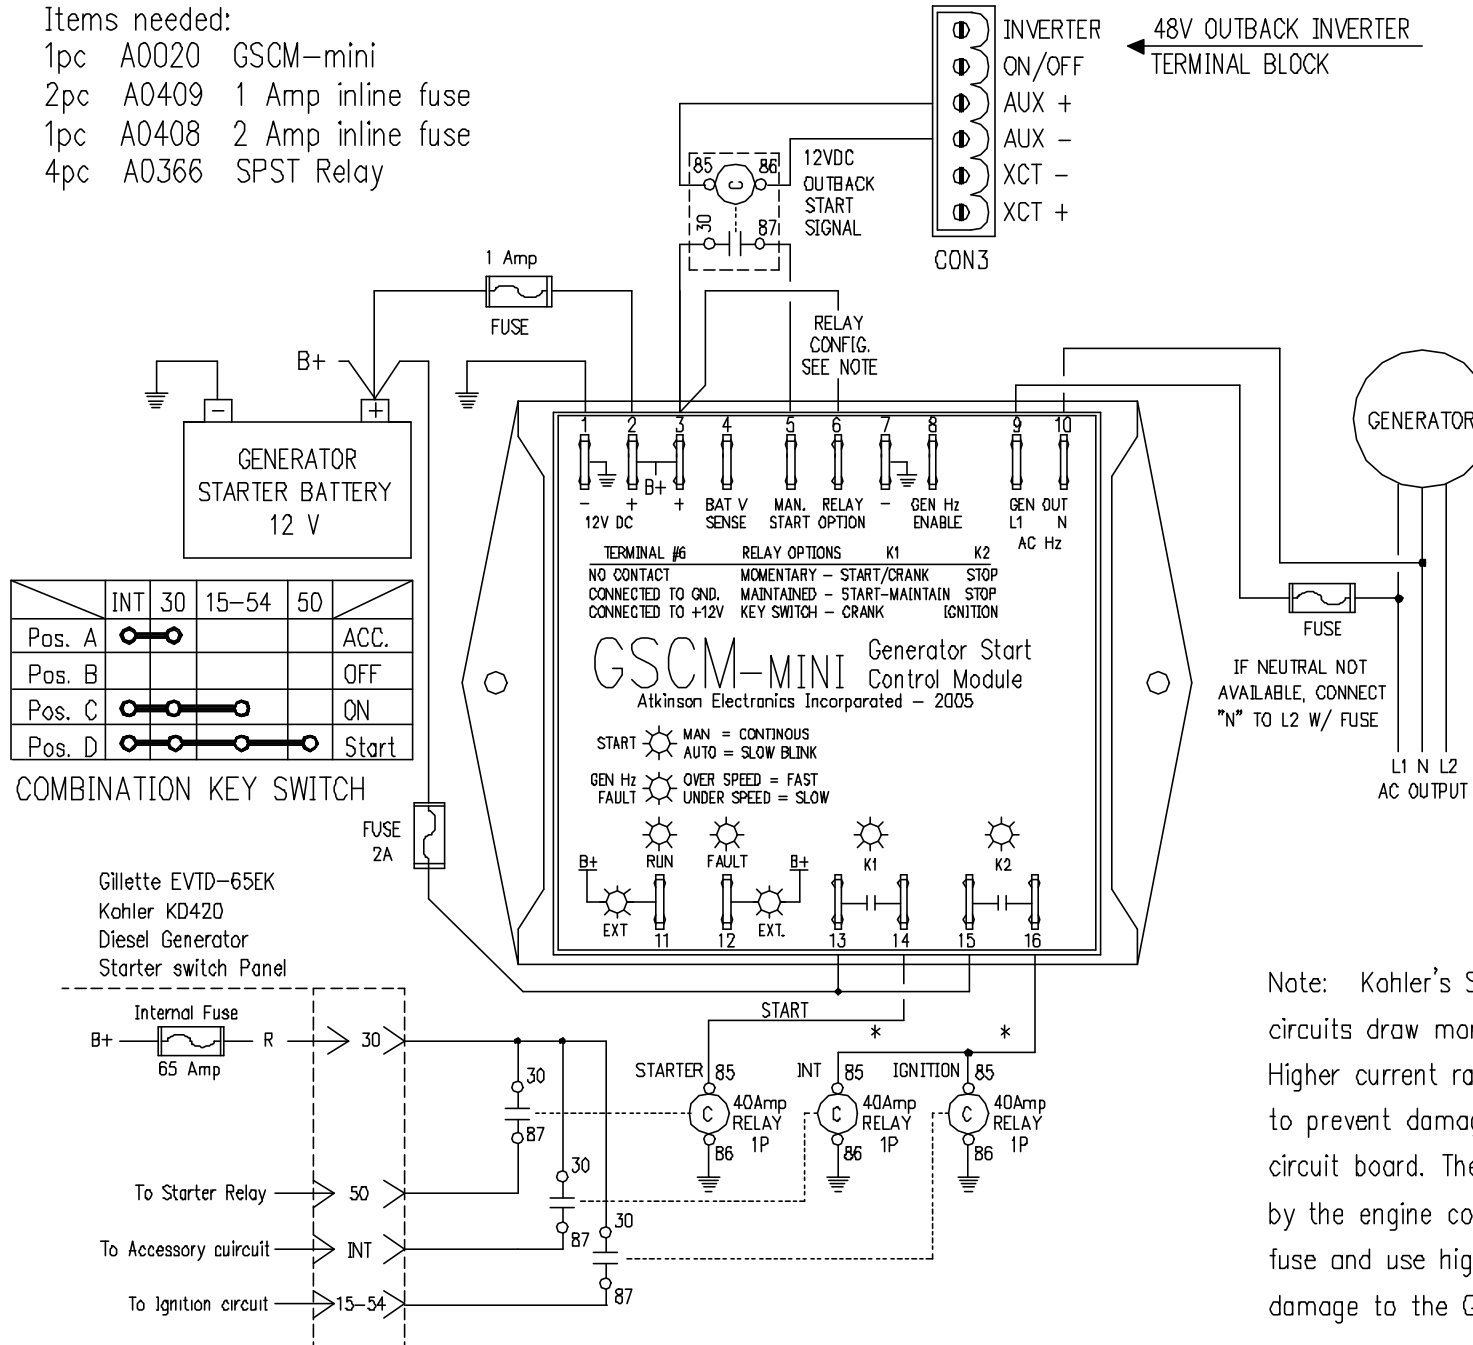 Items needed:
1pc A0020 GSCM-mini
2pc A0409 1 Amp inline fuse
1pc A0408 2 Amp inline fuse
4pc A0366 SPST Relay
INVERTER
ON/OFF
AUX +
AUX -
XCT -
XCT +
CON3
48V OUTBACK INVERTER
TERMINAL BLOCK
85 86
C
30 87
12VDC
OUTBACK
START
SIGNAL
1 Amp
FUSE
B+
- +
GENERATOR
STARTER BATTERY
12 V
RELAY
CONFIG.
SEE NOTE
GENERATOR
1 2 3 4 5 6 7 8 9 10
B+
- + + BAT V MAN. RELAY - GEN Hz GEN OUT
12V DC SENSE START OPTION ENABLE L1 N
AC Hz
TERMINAL #6 RELAY OPTIONS K1 K2
NO CONTACT MOMENTARY - START/CRANK STOP
CONNECTED TO GND. MAINTAINED - START-MAINTAIN STOP
CONNECTED TO +12V KEY SWITCH - CRANK IGNITION
GSCM-MINI Generator Start
Control Module
Atkinson Electronics Incorporated - 2005
START MAN = CONTINOUS
AUTO = SLOW BLINK
GEN Hz OVER SPEED = FAST
FAULT UNDER SPEED = SLOW
RUN FAULT K1 K2
B+ B+
EXT EXT.
11 12 13 14 15 16
FUSE
IF NEUTRAL NOT
AVAILABLE, CONNECT
"N" TO L2 W/ FUSE
L1 N L2
AC OUTPUT
INT 30 15-54 50
Pos. A ACC.
Pos. B OFF
Pos. C ON
Pos. D Start
COMBINATION KEY SWITCH
FUSE
2A
Gillette EVTD-65EK
Kohler KD420
Diesel Generator
Starter switch Panel
Internal Fuse
B+ R 30
65 Amp
START
* *
STARTER 85 INT 85 IGNITION 85
C 40Amp C 40Amp C 40Amp
RELAY RELAY RELAY
1P 1P 1P
86 86 86
30
87
30
87
30
87
To Starter Relay 50
To Accessory cuircuit INT
To Ignition circuit 15-54
Note: Kohler's S
circuits draw mor
Higher current ra
to prevent damag
circuit board. The
by the engine co
fuse and use hig
damage to the G